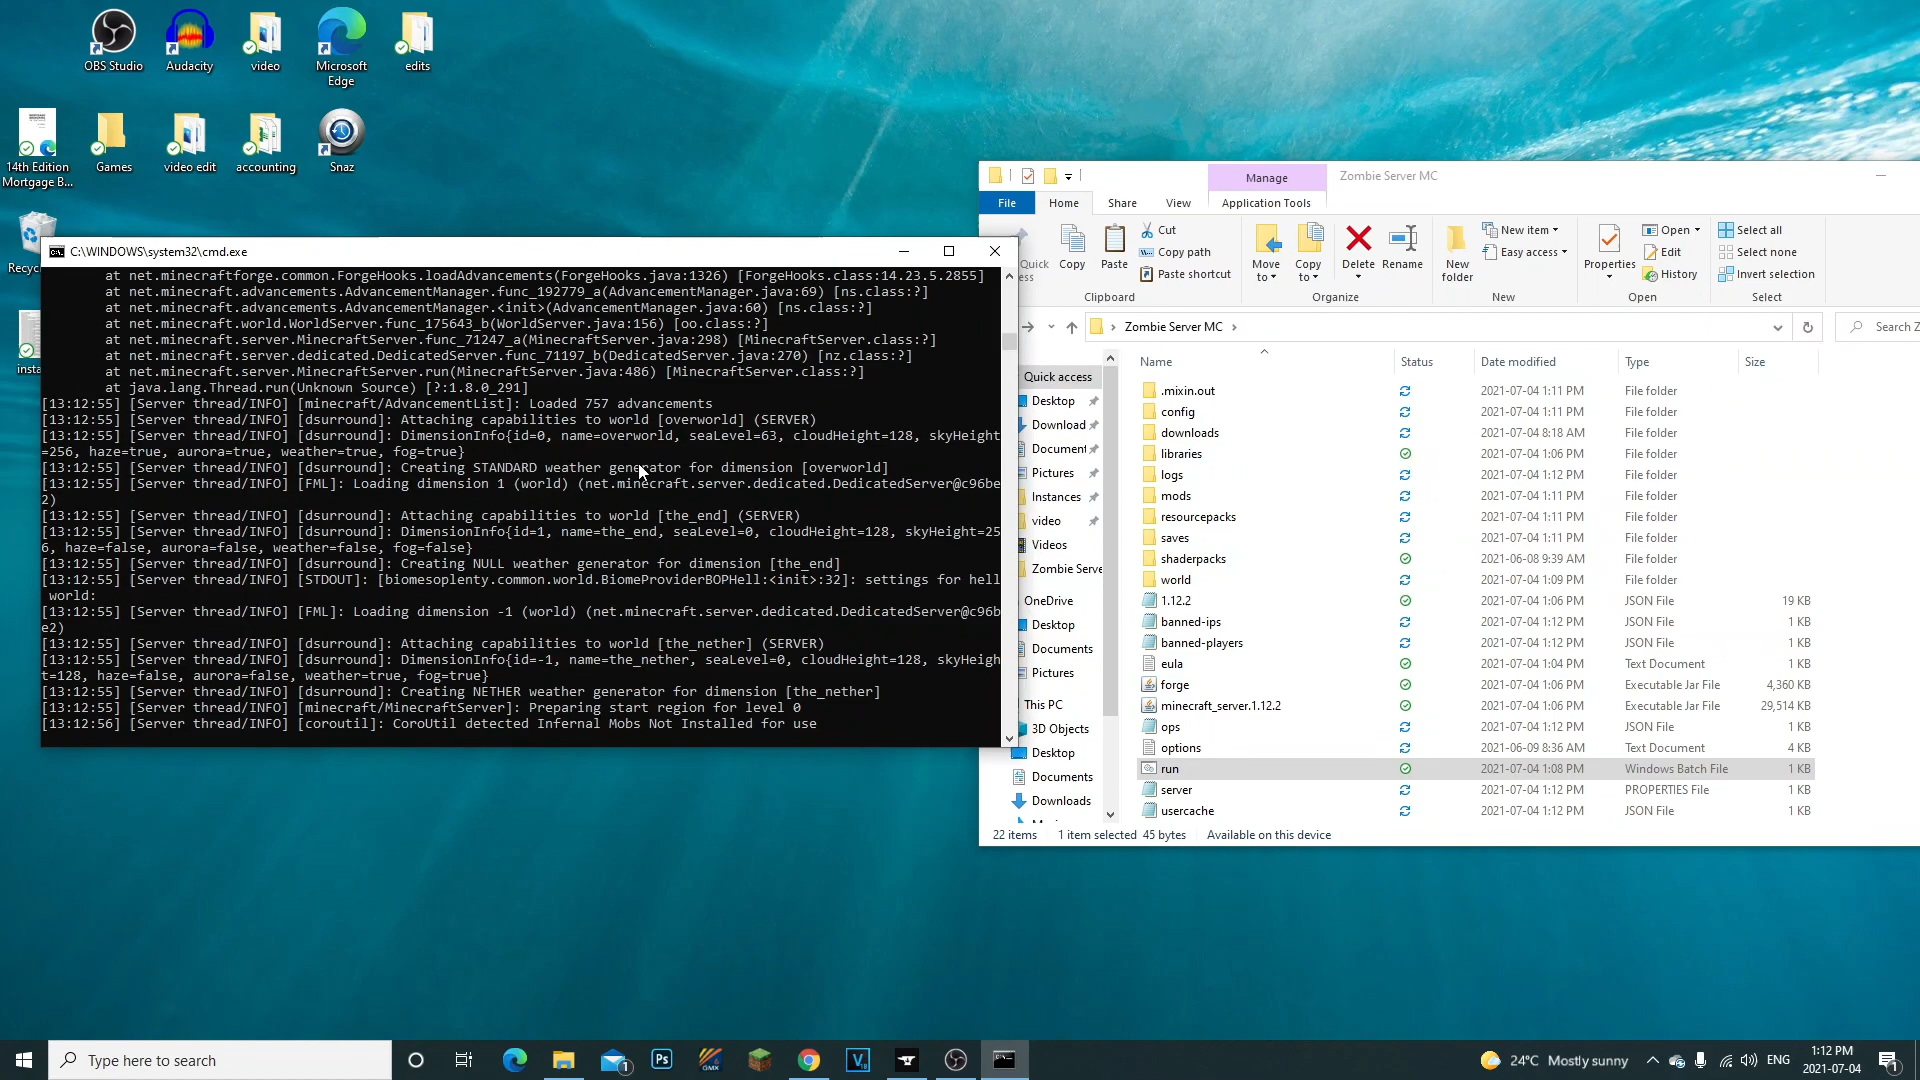 OBS Studio
Audacity
video
Microsoft
Edge
edits
14th Edition
Mortgage B...
Games
video edit
accounting
Snaz
Recyc
insta
C:\WINDOWS\system32\cmd.exe
at net.minecraftforge.common.ForgeHooks.loadAdvancements(ForgeHooks.java:1326) [ForgeHooks.class:14.23.5.2855]
at net.minecraft.advancements.AdvancementManager.func_192779_a(AdvancementManager.java:69) [ns.class:?]
at net.minecraft.advancements.AdvancementManager.<init>(AdvancementManager.java:60) [ns.class:?]
at net.minecraft.world.WorldServer.func_175643_b(WorldServer.java:156) [oo.class:?]
at net.minecraft.server.MinecraftServer.func_71247_a(MinecraftServer.java:298) [MinecraftServer.class:?]
at net.minecraft.server.dedicated.DedicatedServer.func_71197_b(DedicatedServer.java:270) [nz.class:?]
at net.minecraft.server.MinecraftServer.run(MinecraftServer.java:486) [MinecraftServer.class:?]
at java.lang.Thread.run(Unknown Source) [?:1.8.0_291]
[13:12:55] [Server thread/INFO] [minecraft/AdvancementList]: Loaded 757 advancements
[13:12:55] [Server thread/INFO] [dsurround]: Attaching capabilities to world [overworld] (SERVER)
[13:12:55] [Server thread/INFO] [dsurround]: DimensionInfo{id=0, name=overworld, seaLevel=63, cloudHeight=128, skyHeight
=256, haze=true, aurora=true, weather=true, fog=true}
[13:12:55] [Server thread/INFO] [dsurround]: Creating STANDARD weather generator for dimension [overworld]
[13:12:55] [Server thread/INFO] [FML]: Loading dimension 1 (world) (net.minecraft.server.dedicated.DedicatedServer@c96be
2)
[13:12:55] [Server thread/INFO] [dsurround]: Attaching capabilities to world [the_end] (SERVER)
[13:12:55] [Server thread/INFO] [dsurround]: DimensionInfo{id=1, name=the_end, seaLevel=0, cloudHeight=128, skyHeight=25
6, haze=false, aurora=false, weather=false, fog=false}
[13:12:55] [Server thread/INFO] [dsurround]: Creating NULL weather generator for dimension [the_end]
[13:12:55] [Server thread/INFO] [STDOUT]: [biomesoplenty.common.world.BiomeProviderBOPHell:<init>:32]: settings for hell
world:
[13:12:55] [Server thread/INFO] [FML]: Loading dimension -1 (world) (net.minecraft.server.dedicated.DedicatedServer@c96b
e2)
[13:12:55] [Server thread/INFO] [dsurround]: Attaching capabilities to world [the_nether] (SERVER)
[13:12:55] [Server thread/INFO] [dsurround]: DimensionInfo{id=-1, name=the_nether, seaLevel=0, cloudHeight=128, skyHeigh
t=128, haze=false, aurora=false, weather=true, fog=true}
[13:12:55] [Server thread/INFO] [dsurround]: Creating NETHER weather generator for dimension [the_nether]
[13:12:55] [Server thread/INFO] [minecraft/MinecraftServer]: Preparing start region for level 0
[13:12:56] [Server thread/INFO] [coroutil]: CoroUtil detected Infernal Mobs Not Installed for use
Manage
Zombie Server MC
File
Home
Share
View
Application Tools
Quick
ess
Copy
Paste
Cut
Copy path
Paste shortcut
Clipboard
Move
to
Copy
to
Delete
Rename
Organize
New
folder
New item
Easy access
New
Properties
Open
Edit
History
Open
Select all
Select none
Invert selection
Select
Zombie Server MC
Search Z
Name
Status
Date modified
Type
Size
Quick access
Desktop
Download
Document
Pictures
Instances
video
Videos
Zombie Serve
OneDrive
Desktop
Documents
Pictures
This PC
3D Objects
Desktop
Documents
Downloads
.mixin.out 2021-07-04 1:11 PM File folder
config 2021-07-04 1:11 PM File folder
downloads 2021-07-04 8:18 AM File folder
libraries 2021-07-04 1:06 PM File folder
logs 2021-07-04 1:11 PM File folder
mods 2021-07-04 1:11 PM File folder
resourcepacks 2021-07-04 1:11 PM File folder
saves 2021-07-04 1:11 PM File folder
shaderpacks 2021-06-08 9:39 AM File folder
world 2021-07-04 1:09 PM File folder
1.12.2 2021-07-04 1:06 PM JSON File 19 KB
banned-ips 2021-07-04 1:12 PM JSON File 1 KB
banned-players 2021-07-04 1:12 PM JSON File 1 KB
eula 2021-07-04 1:04 PM Text Document 1 KB
forge 2021-07-04 1:06 PM Executable Jar File 4,360 KB
minecraft_server.1.12.2 2021-07-04 1:06 PM Executable Jar File 29,514 KB
ops 2021-07-04 1:12 PM JSON File 1 KB
options 2021-06-09 8:36 AM Text Document 4 KB
run 2021-07-04 1:08 PM Windows Batch File 1 KB
server 2021-07-04 1:12 PM PROPERTIES File 1 KB
usercache 2021-07-04 1:12 PM JSON File 1 KB
22 items 1 item selected 45 bytes Available on this device
Type here to search
1
Ps
GMX
24°C Mostly sunny
ENG
1:12 PM
2021-07-04
1